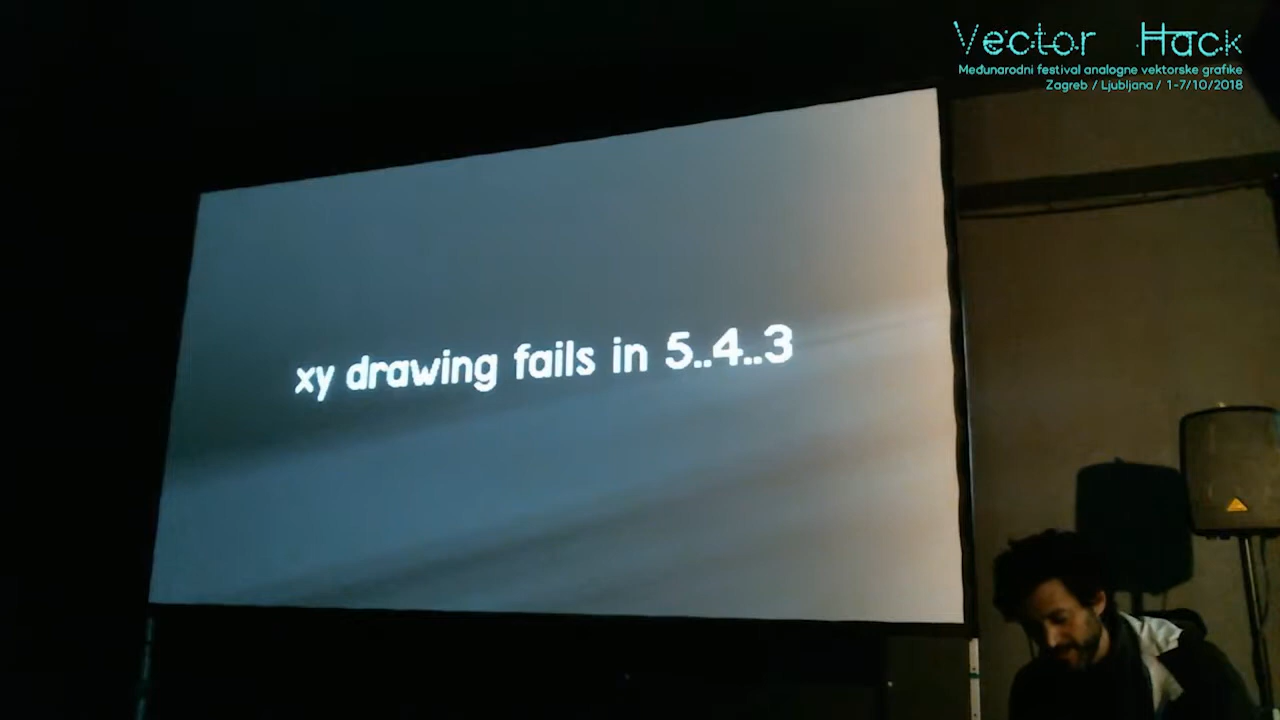 Vector Hack
Međunarodni festival analogne vektorske grafike
Zagreb / Ljubljana / 1-7/10/2018
xy drawing fails in 5..4..3